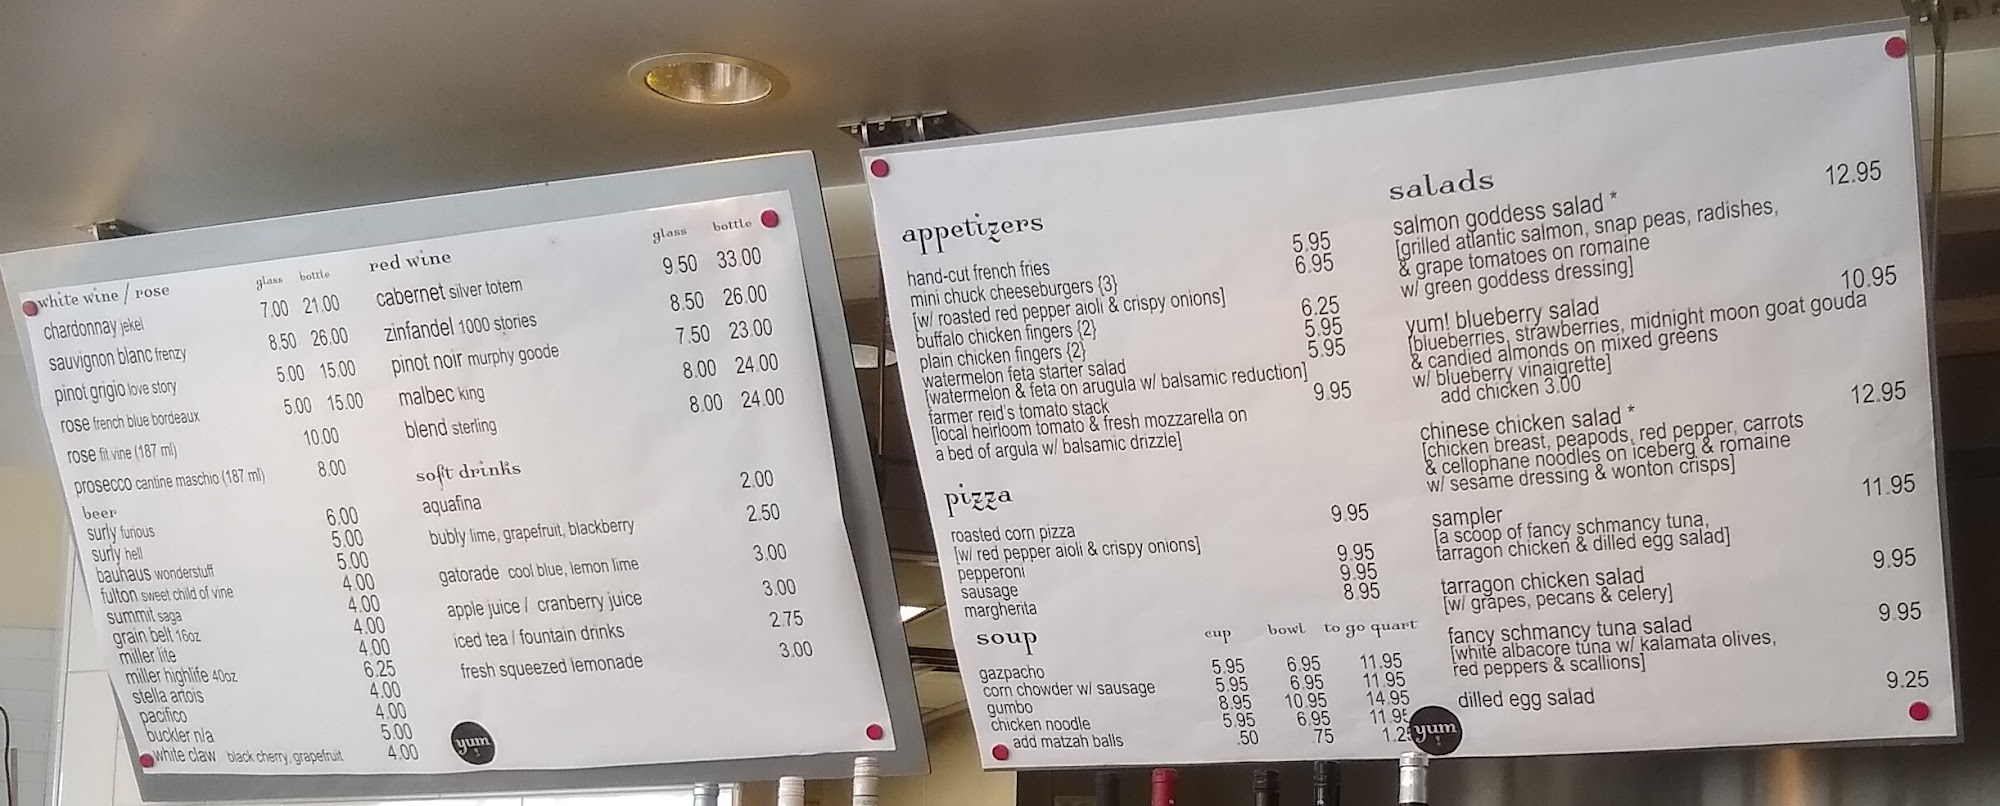 white wine / rose glass bottle
chardonnay jekel 7.00 21.00
sauvignon blanc frenzy 8.50 26.00
pinot grigio love story 5.00 15.00
rose french blue bordeaux 5.00 15.00
rose fit vine (187 ml) 10.00
prosecco cantine maschio (187 ml) 8.00
beer
surly furious 6.00
surly hell 5.00
bauhaus wonderstuff 5.00
fulton sweet child of vine 4.00
summit saga 4.00
grain belt 16oz 4.00
miller lite 4.00
miller highlife 40oz 6.25
stella artois 4.00
pacifico 4.00
buckler n/a 5.00
white claw black cherry, grapefruit 4.00
red wine glass bottle
cabernet silver totem 9.50 33.00
zinfandel 1000 stories 8.50 26.00
pinot noir murphy goode 7.50 23.00
malbec king 8.00 24.00
blend sterling 8.00 24.00
soft drinks
aquafina 2.00
bubly lime, grapefruit, blackberry 2.50
gatorade cool blue, lemon lime 3.00
apple juice / cranberry juice 3.00
iced tea / fountain drinks 2.75
fresh squeezed lemonade 3.00
yum!
appetizers
hand-cut french fries 5.95
mini chuck cheeseburgers {3} 6.95
[w/ roasted red pepper aioli & crispy onions]
buffalo chicken fingers {2} 6.25
plain chicken fingers {2} 5.95
watermelon feta starter salad 5.95
[watermelon & feta on arugula w/ balsamic reduction]
farmer reid's tomato stack 9.95
[local heirloom tomato & fresh mozzarella on
a bed of argula w/ balsamic drizzle]
pizza
roasted corn pizza 9.95
[w/ red pepper aioli & crispy onions]
pepperoni 9.95
sausage 9.95
margherita 8.95
soup cup bowl to go quart
gazpacho 5.95 6.95 11.95
corn chowder w/ sausage 5.95 6.95 11.95
gumbo 8.95 10.95 14.95
chicken noodle 5.95 6.95 11.95
add matzah balls .50 .75 1.25
salads
salmon goddess salad * 12.95
[grilled atlantic salmon, snap peas, radishes,
& grape tomatoes on romaine
w/ green goddess dressing]
yum! blueberry salad 10.95
[blueberries, strawberries, midnight moon goat gouda
& candied almonds on mixed greens
w/ blueberry vinaigrette]
add chicken 3.00
chinese chicken salad * 12.95
[chicken breast, peapods, red pepper, carrots
& cellophane noodles on iceberg & romaine
w/ sesame dressing & wonton crisps]
sampler 11.95
[a scoop of fancy schmancy tuna,
tarragon chicken & dilled egg salad]
tarragon chicken salad 9.95
[w/ grapes, pecans & celery]
fancy schmancy tuna salad 9.95
[white albacore tuna w/ kalamata olives,
red peppers & scallions]
dilled egg salad 9.25
yum!